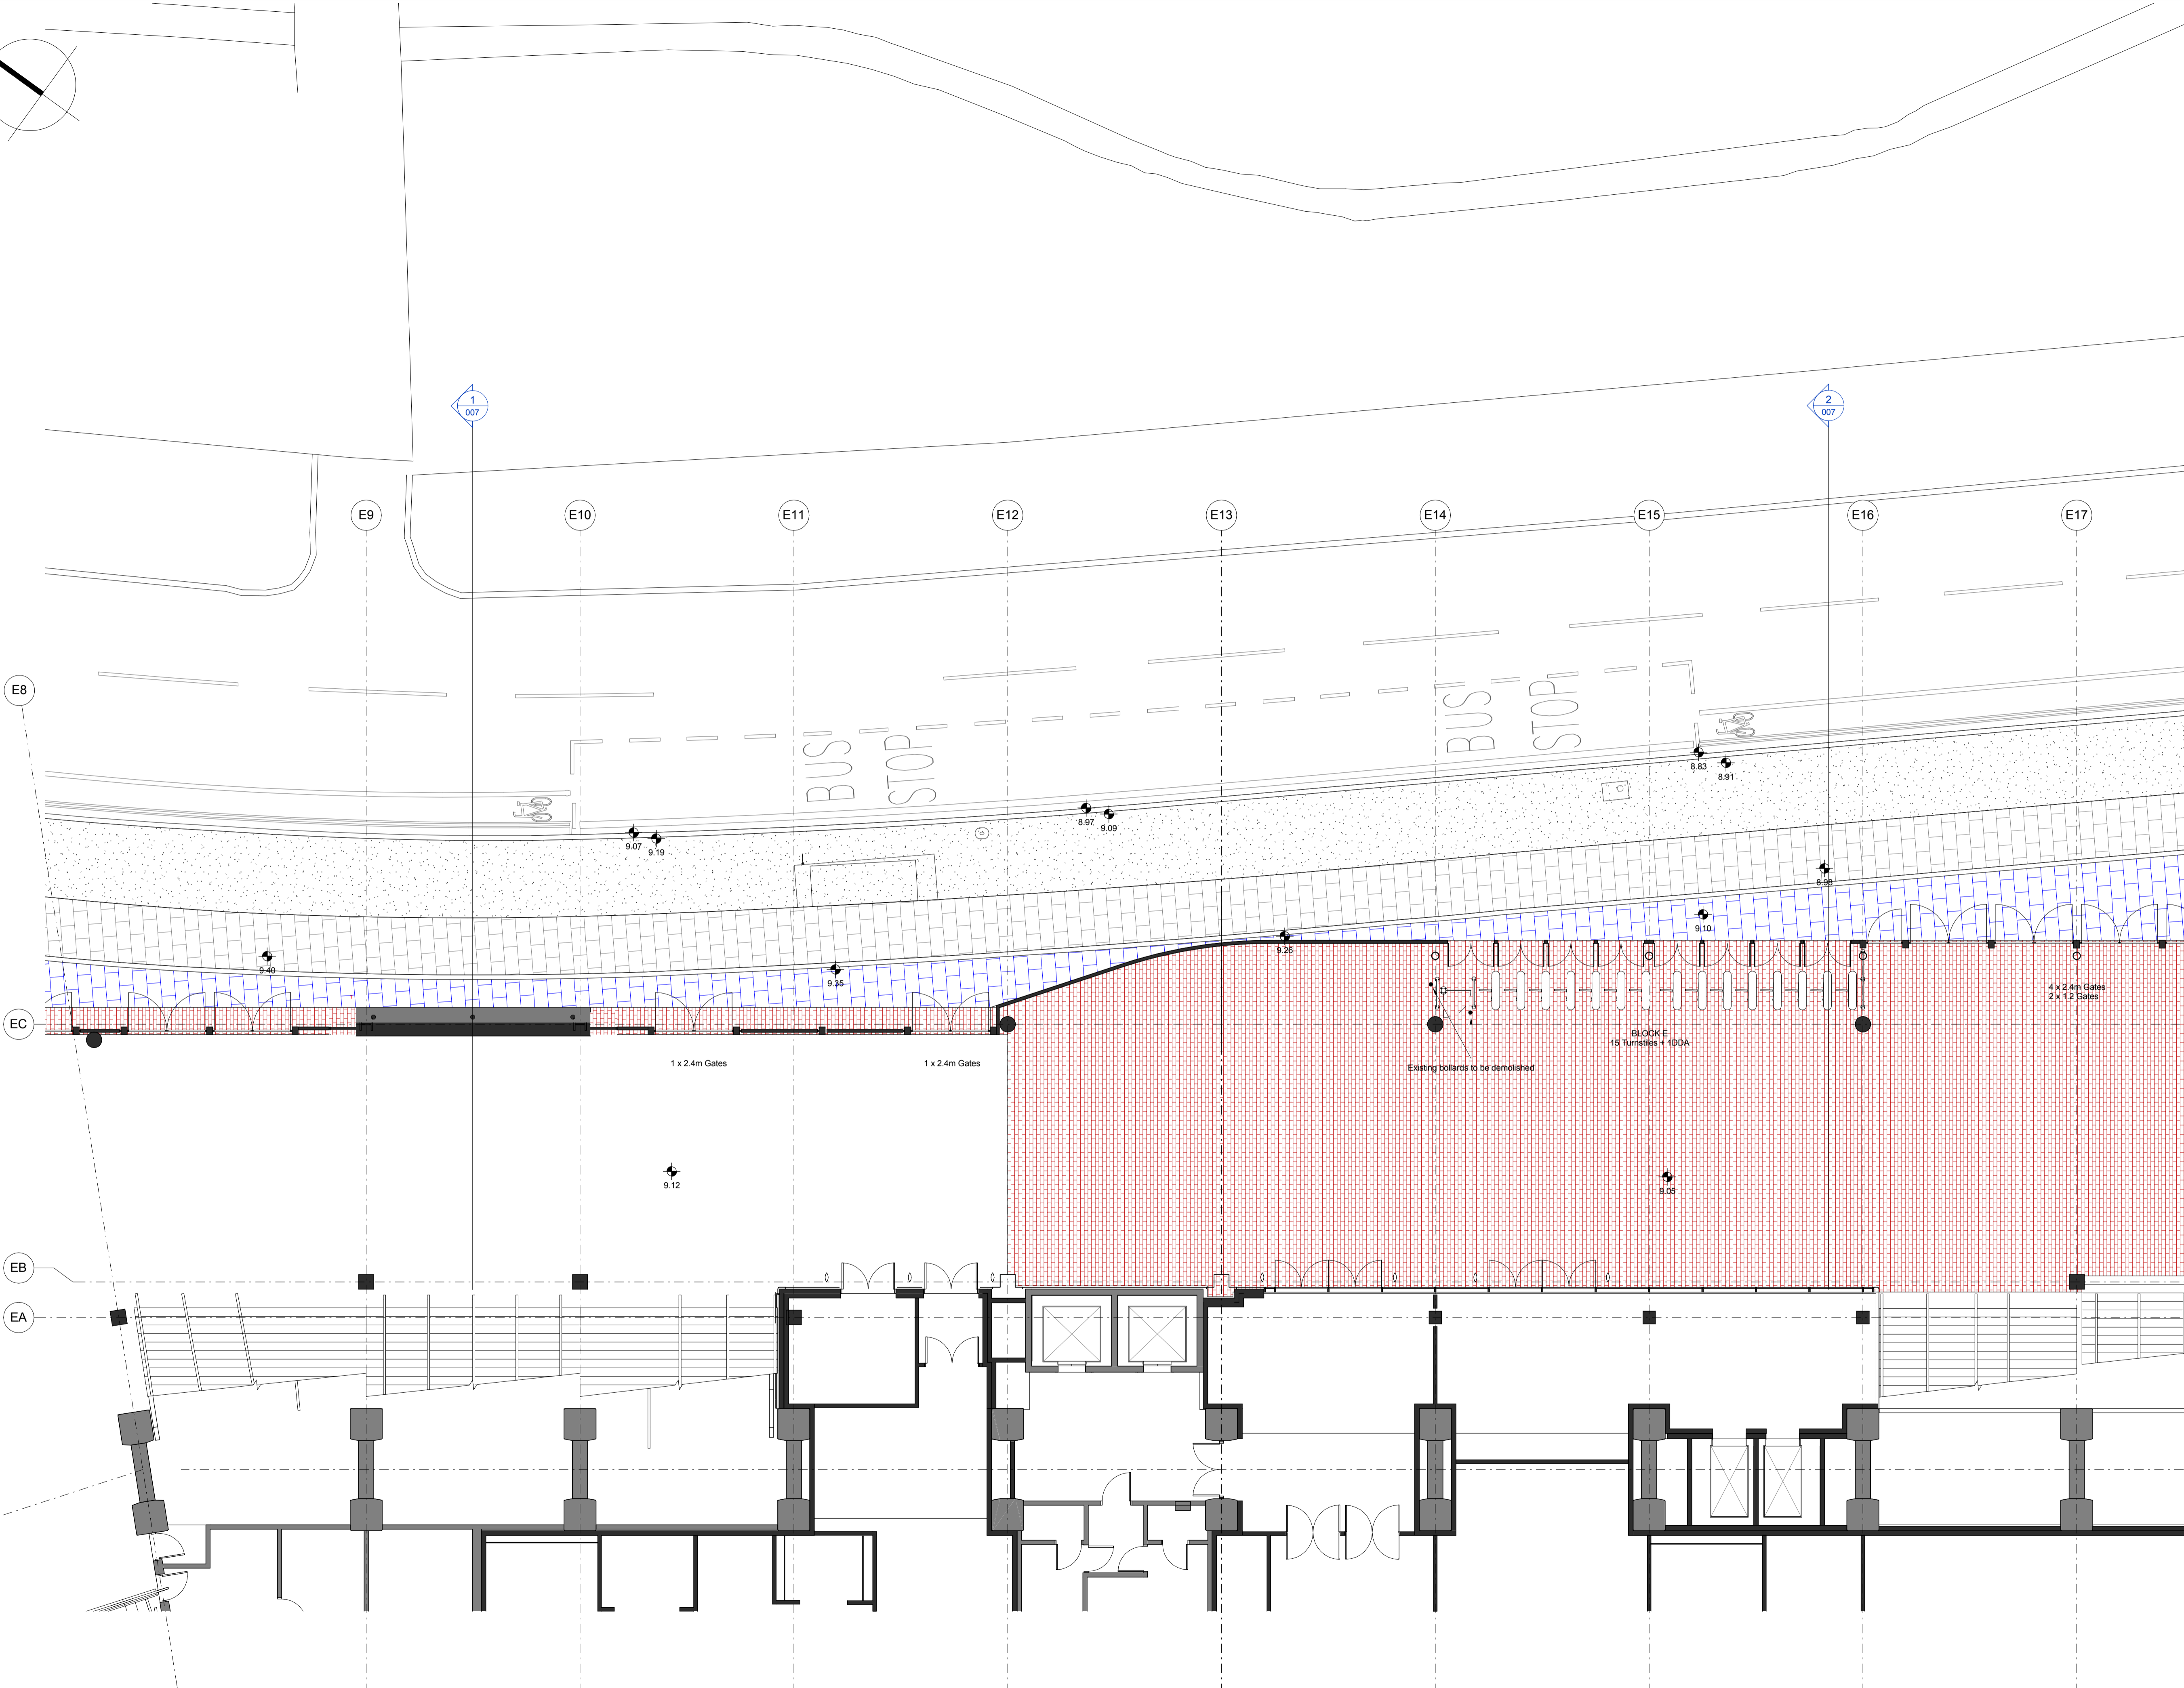 1
007
2
007
E9
E10
E11
E12
E13
E14
E15
E16
E17
E8
BUS
STOP
BUS
STOP
8.83
8.91
8.97
9.09
9.07
9.19
8.98
9.10
9.26
9.40
9.35
4 x 2.4m Gates
2 x 1.2 Gates
EC
BLOCK E
15 Turnstiles + 1DDA
1 x 2.4m Gates
1 x 2.4m Gates
Existing bollards to be demolished
9.12
9.05
EB
EA